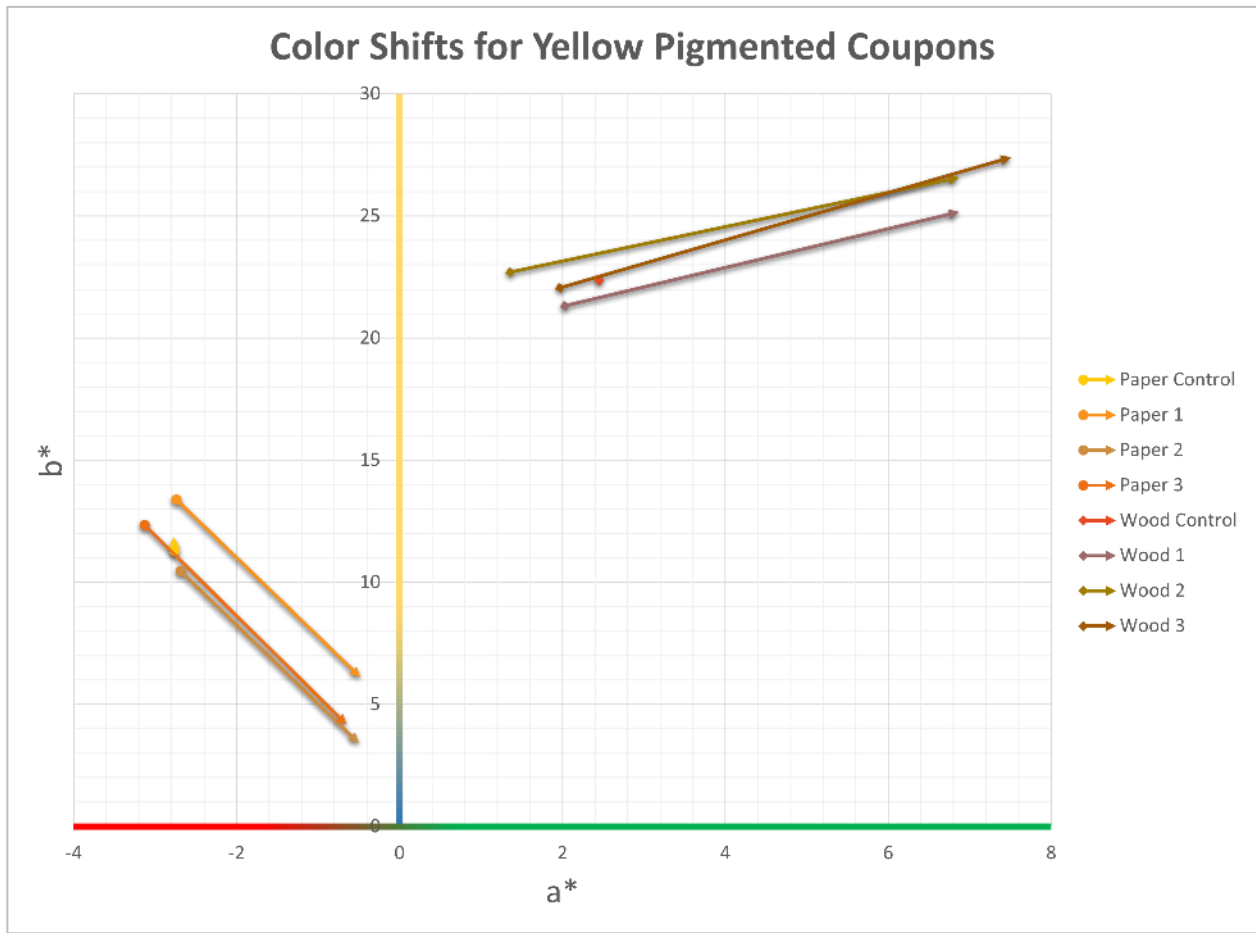 Color Shifts for Yellow Pigmented Coupons
30
25
20
15
10
5
0
-4 -2 0 2 4 6 8
b*
a*
Paper Control
Paper 1
Paper 2
Paper 3
Wood Control
Wood 1
Wood 2
Wood 3